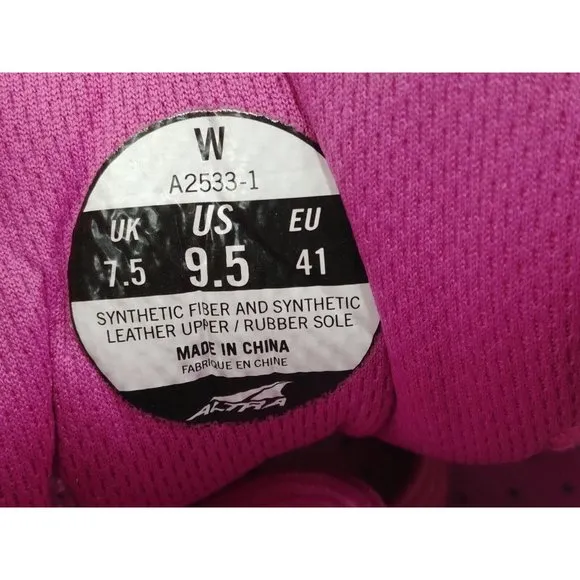 W
A2533-1
UK US EU
7.5 9.5 41
SYNTHETIC FIBER AND SYNTHETIC
LEATHER UPPER / RUBBER SOLE
MADE IN CHINA
FABRIQUE EN CHINE
ALTRA